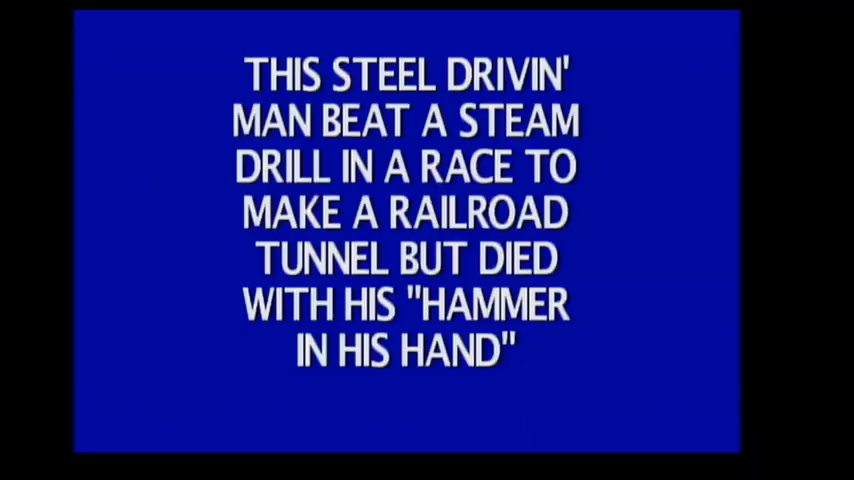 THIS STEEL DRIVIN'
MAN BEAT A STEAM
DRILL IN A RACE TO
MAKE A RAILROAD
TUNNEL BUT DIED
WITH HIS "HAMMER
IN HIS HAND"